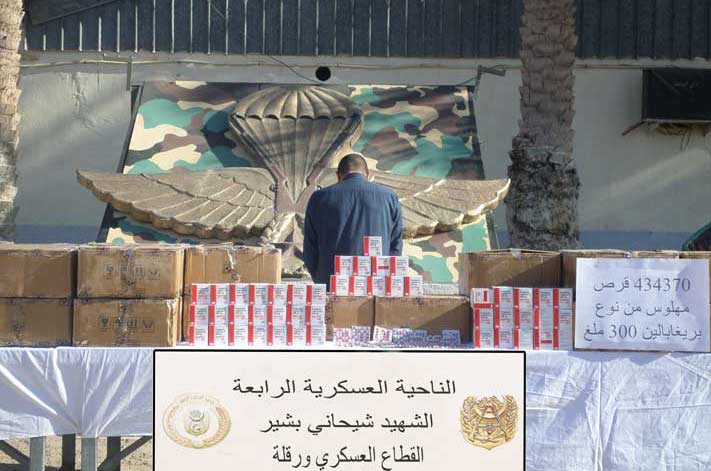 434370 قرص
مهلوس من نوع
بريغابالين 300 ملغ
الناحية العسكرية الرابعة
الشهيد شيحاني بشير
القطاع العسكري ورقلة